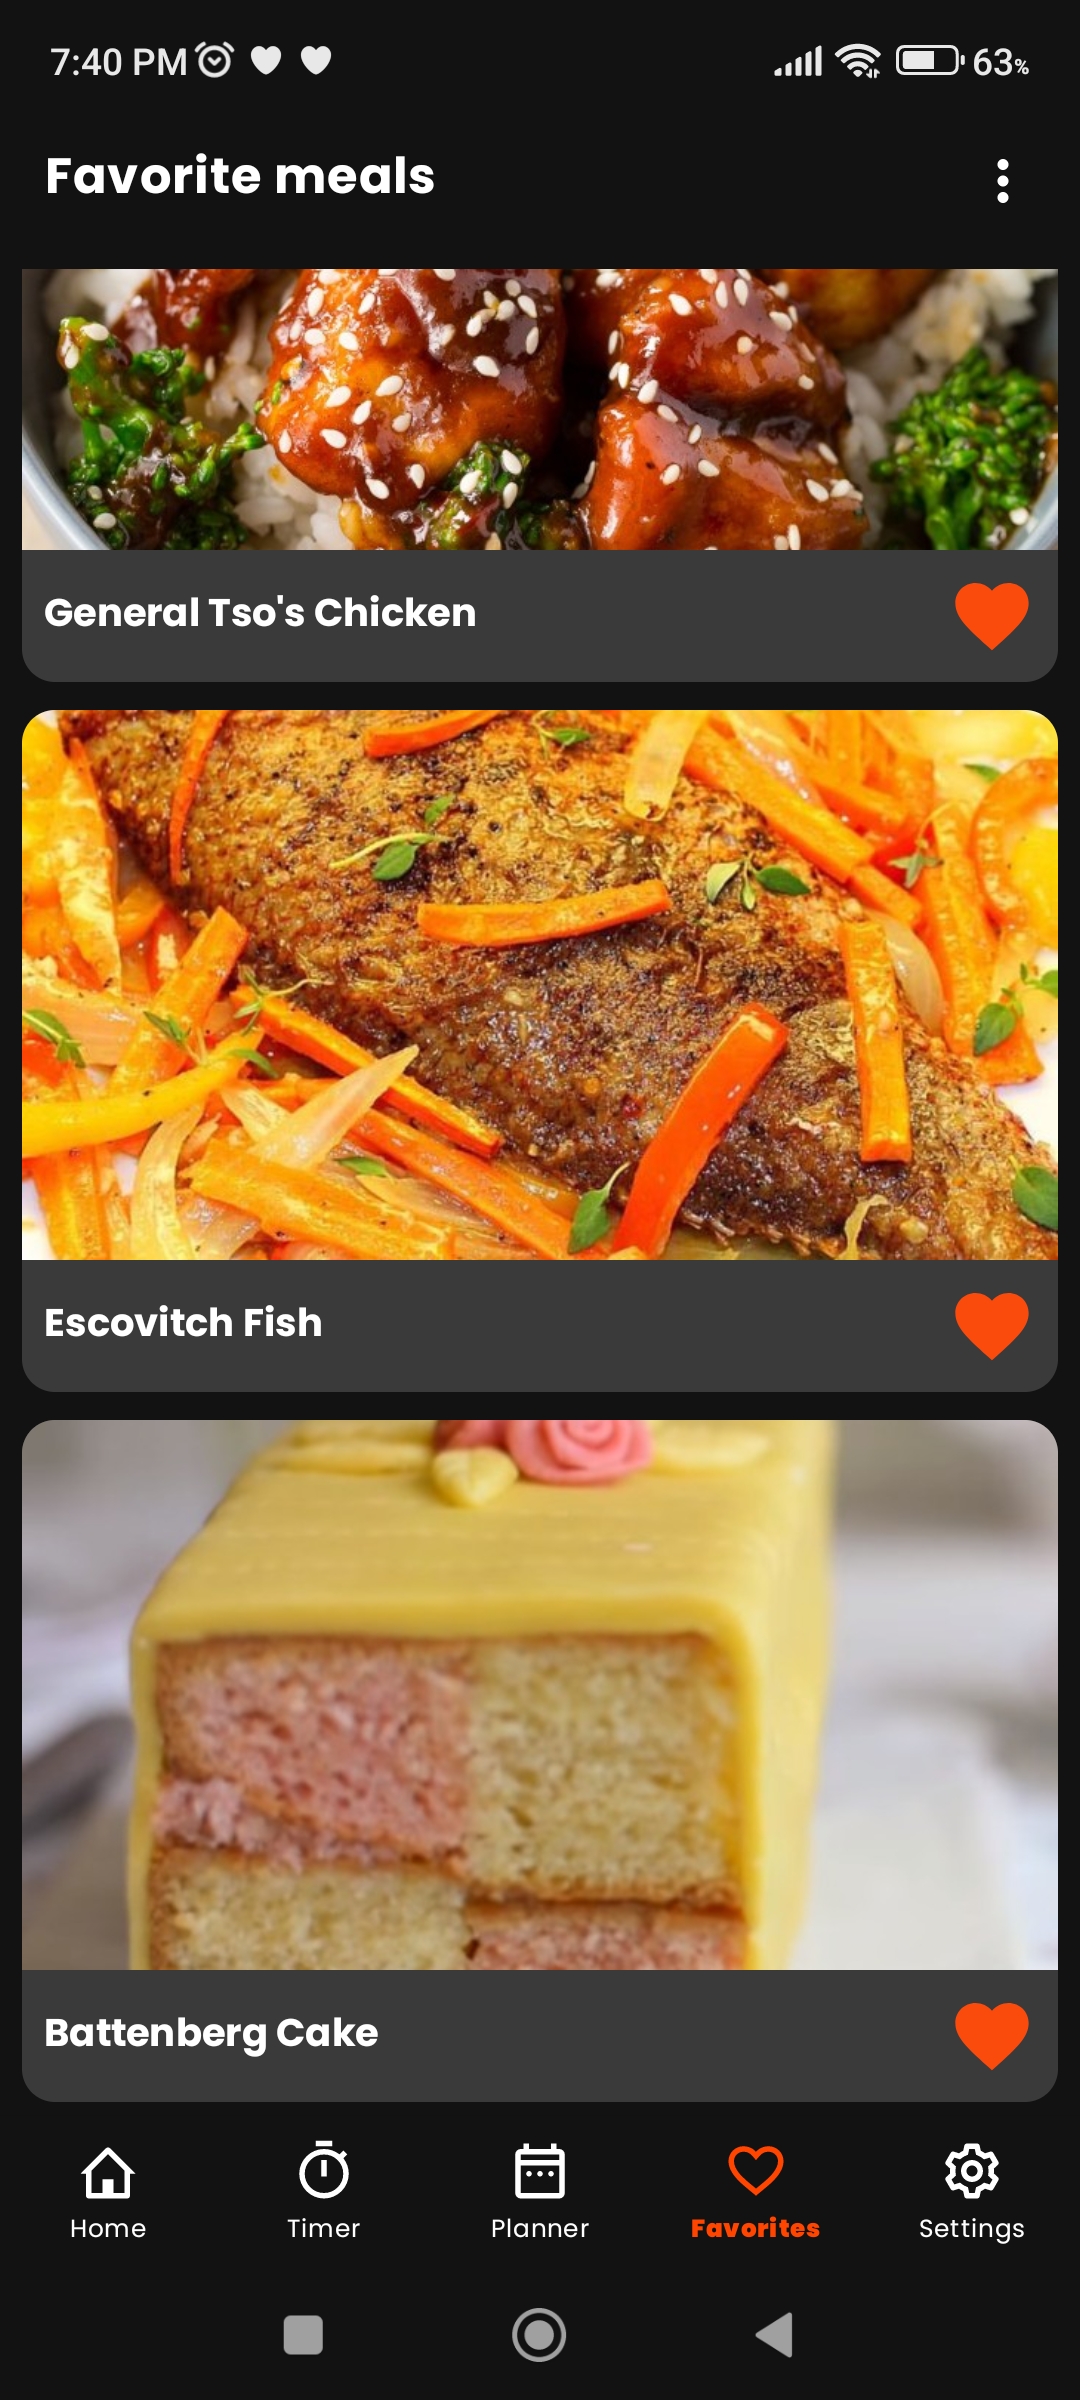 7:40 PM
63%
Favorite meals
General Tso's Chicken
Escovitch Fish
Battenberg Cake
Home
Timer
Planner
Favorites
Settings